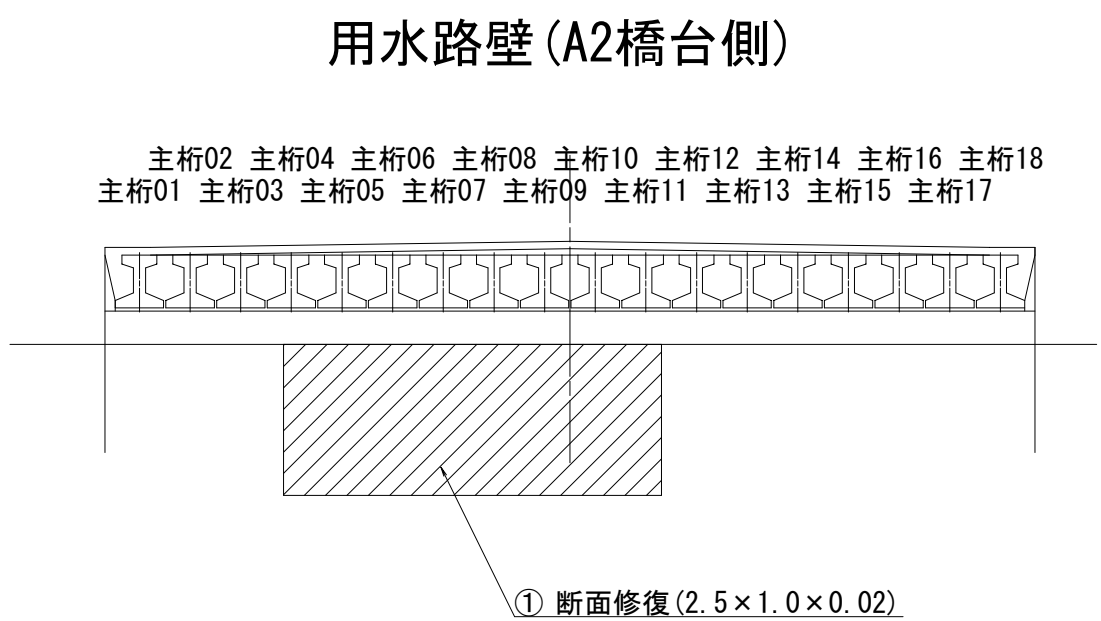 用水路壁(A2橋台側)
主桁02 主桁04 主桁06 主桁08 主桁10 主桁12 主桁14 主桁16 主桁18
主桁01 主桁03 主桁05 主桁07 主桁09 主桁11 主桁13 主桁15 主桁17
① 断面修復(2.5×1.0×0.02)